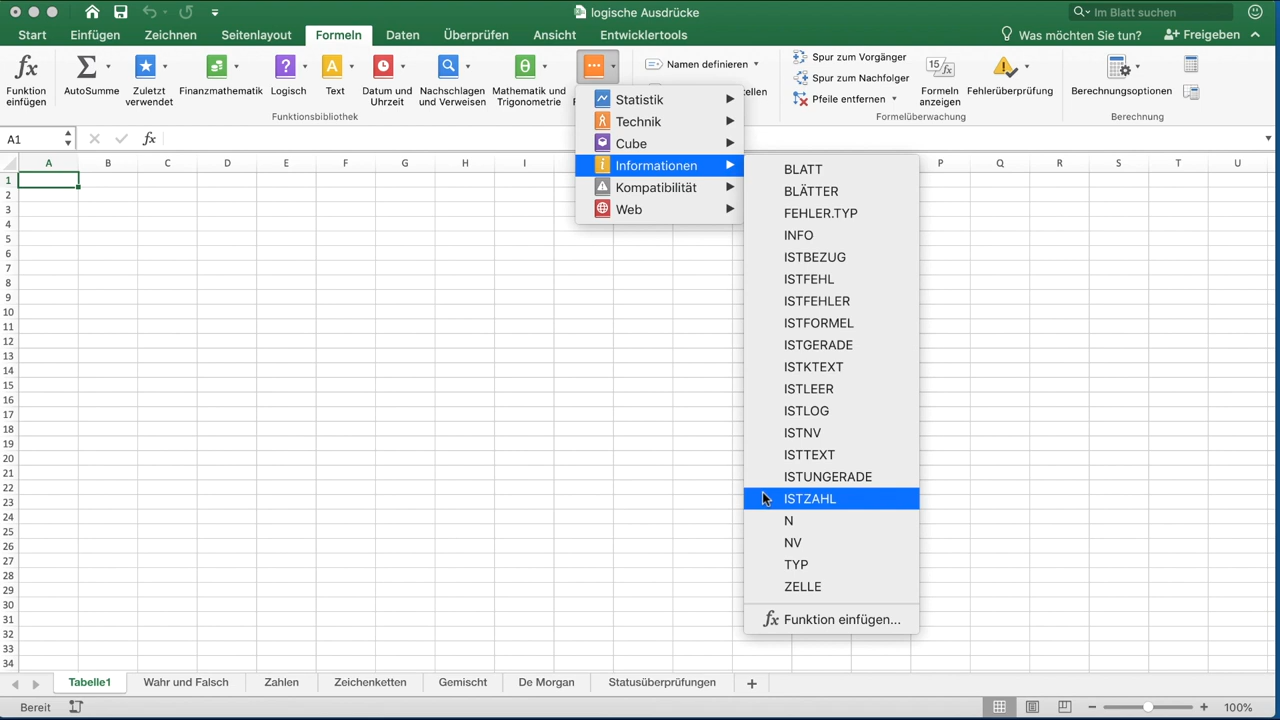 logische Ausdrücke
Im Blatt suchen
Start Einfügen Zeichnen Seitenlayout Formeln Daten Überprüfen Ansicht Entwicklertools Was möchten Sie tun? Freigeben
fx Funktion einfügen
Σ AutoSumme
Zuletzt verwendet
Finanzmathematik
? Logisch
A Text
Datum und Uhrzeit
Nachschlagen und Verweisen
θ Mathematik und Trigonometrie
Namen definieren
Spur zum Vorgänger
Spur zum Nachfolger
Pfeile entfernen
15 fx Formeln anzeigen
Fehlerüberprüfung
Berechnungsoptionen
Funktionsbibliothek
Formelüberwachung
Berechnung
A1 fx
Statistik
Technik
Cube
Informationen
Kompatibilität
Web
BLATT
BLÄTTER
FEHLER.TYP
INFO
ISTBEZUG
ISTFEHL
ISTFEHLER
ISTFORMEL
ISTGERADE
ISTKTEXT
ISTLEER
ISTLOG
ISTNV
ISTTEXT
ISTUNGERADE
ISTZAHL
N
NV
TYP
ZELLE
fx Funktion einfügen...
A B C D E F G H I P Q R S T U
1
2
3
4
5
6
7
8
9
10
11
12
13
14
15
16
17
18
19
20
21
22
23
24
25
26
27
28
29
30
31
32
33
34
Tabelle1 Wahr und Falsch Zahlen Zeichenketten Gemischt De Morgan Statusüberprüfungen +
Bereit 100%